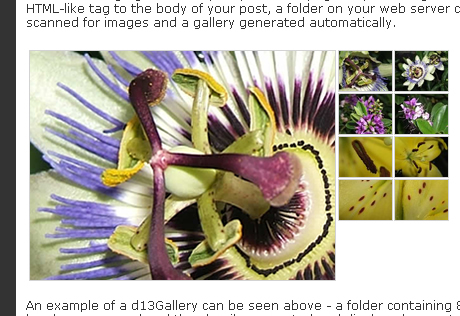 HTML-like tag to the body of your post, a folder on your web server
scanned for images and a gallery generated automatically.
An example of a d13Gallery can be seen above - a folder containing 8